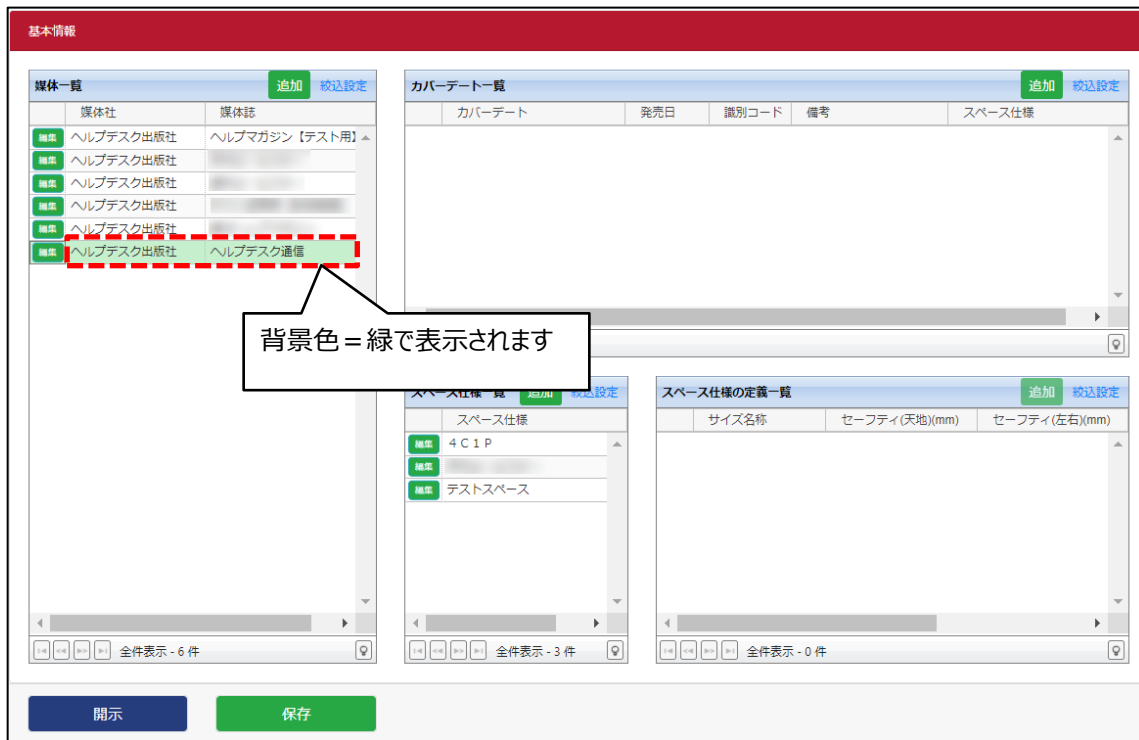 基本情報
媒体一覧 追加 絞込設定
媒体社 媒体誌
編集 ヘルプデスク出版社 ヘルプマガジン【テスト用】
編集 ヘルプデスク出版社
編集 ヘルプデスク出版社
編集 ヘルプデスク出版社
編集 ヘルプデスク出版社
編集 ヘルプデスク出版社 ヘルプデスク通信
全件表示 - 6 件
カバーデート一覧 追加 絞込設定
カバーデート 発売日 識別コード 備考 スペース仕様
背景色=緑で表示されます
スペース仕様一覧 追加 絞込設定
スペース仕様
編集 4C1P
編集
編集 テストスペース
全件表示 - 3 件
スペース仕様の定義一覧 追加 絞込設定
サイズ名称 セーフティ(天地)(mm) セーフティ(左右)(mm)
全件表示 - 0 件
開示 保存